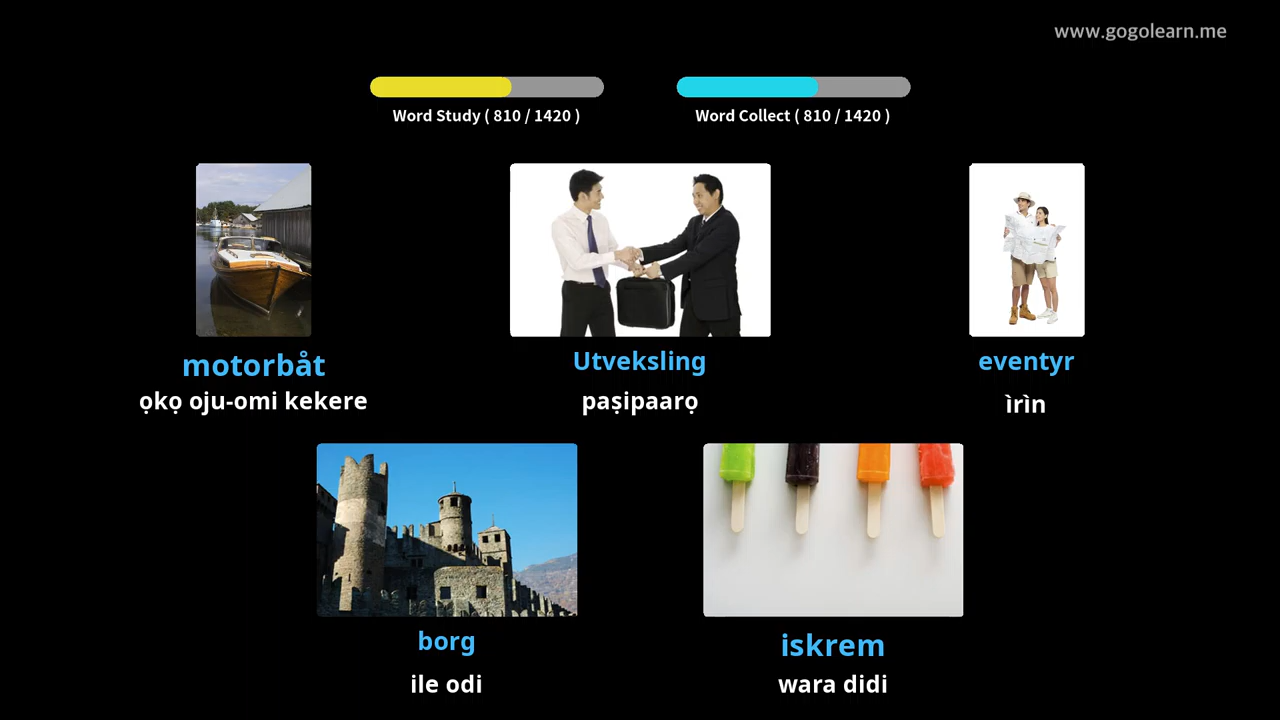 www.gogolearn.me
Word Study ( 810 / 1420 )
Word Collect ( 810 / 1420 )
motorbåt
ọkọ oju-omi kekere
Utveksling
paṣipaarọ
eventyr
ìrìn
borg
ile odi
iskrem
wara didi